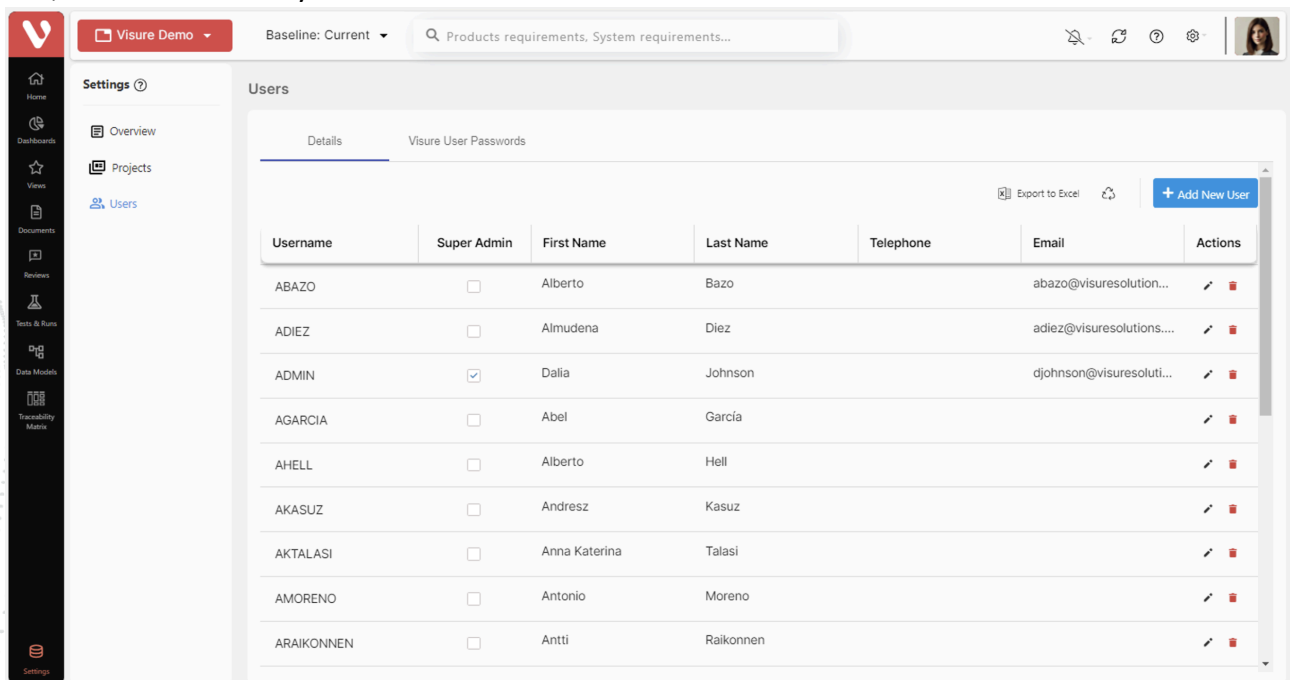 Visure Demo
Baseline: Current
Products requirements, System requirements...
Home
Dashboards
Views
Documents
Reviews
Tests & Runs
Data Models
Traceability
Matrix
Settings
Settings
Overview
Projects
Users
Users
Details Visure User Passwords
Export to Excel + Add New User
Username Super Admin First Name Last Name Telephone Email Actions
ABAZO Alberto Bazo abazo@visuresolution...
ADIEZ Almudena Diez adiez@visuresolutions....
ADMIN Dalia Johnson djohnson@visuresoluti...
AGARCIA Abel García
AHELL Alberto Hell
AKASUZ Andresz Kasuz
AKTALASI Anna Katerina Talasi
AMORENO Antonio Moreno
ARAIKONNEN Antti Raikonnen